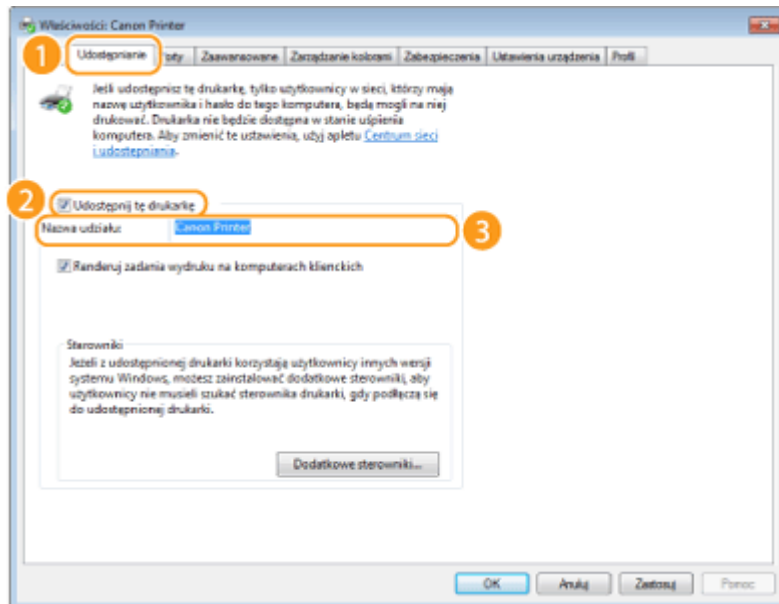 Właściwości: Canon Printer
1 Udostępnianie Porty Zaawansowane Zarządzanie kolorami Zabezpieczenia Ustawienia urządzenia Profil
Jeśli udostępnisz tę drukarkę, tylko użytkownicy w sieci, którzy mają
nazwę użytkownika i hasło do tego komputera, będą mogli na niej
drukować. Drukarka nie będzie dostępna w stanie uśpienia
komputera. Aby zmienić te ustawienia, użyj apletu Centrum sieci
i udostępniania.
2 Udostępnij tę drukarkę
Nazwa udziału: Canon Printer 3
Renderuj zadania wydruku na komputerach klienckich
Sterowniki
Jeżeli z udostępnionej drukarki korzystają użytkownicy innych wersji
systemu Windows, możesz zainstalować dodatkowe sterowniki, aby
użytkownicy nie musieli szukać sterownika drukarki, gdy podłączą się
do udostępnionej drukarki.
Dodatkowe sterowniki...
OK Anuluj Zastosuj Pomoc